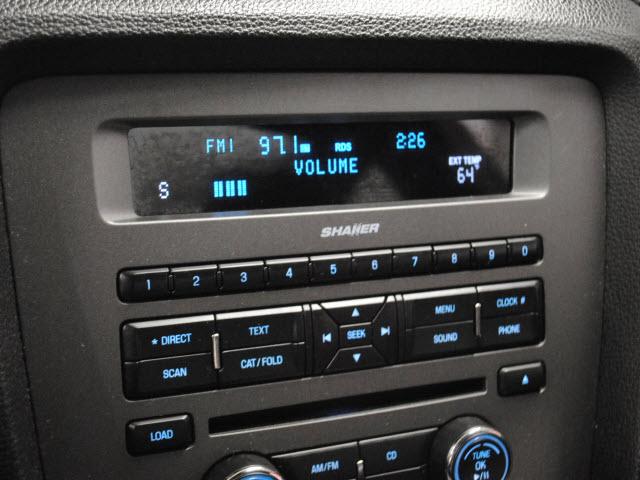 FM1 97.1 RDS 2:26
VOLUME
EXT TEMP
S 64°
SHAKER
1 2 3 4 5 6 7 8 9 0
* DIRECT TEXT SEEK MENU CLOCK #
SCAN CAT/FOLD SOUND PHONE
LOAD
AM/FM CD
TUNE
OK